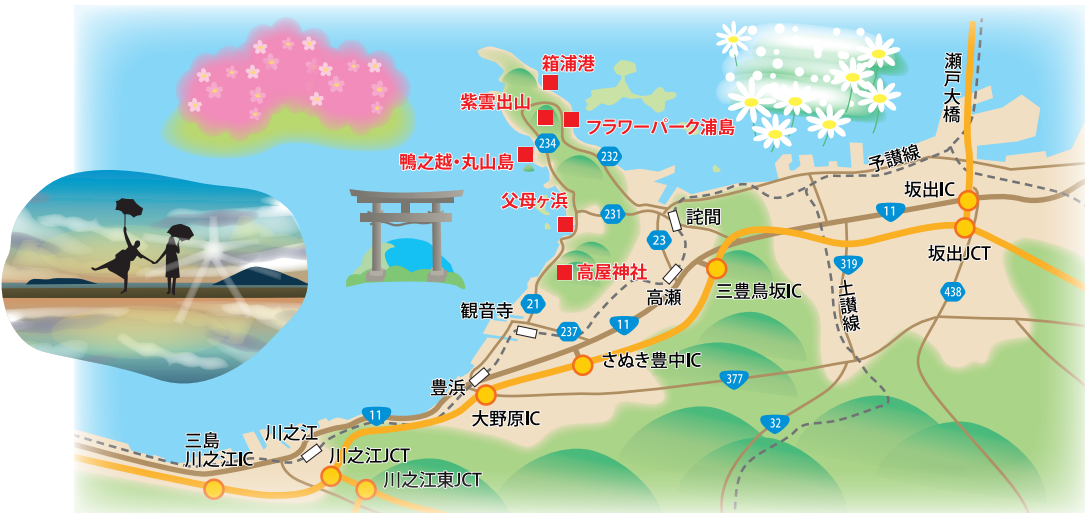 箱浦港
紫雲出山
フラワーパーク浦島
鴨之越・丸山島
父母ヶ浜
高屋神社
瀬戸大橋
予讃線
坂出IC
坂出JCT
詫間
高瀬
三豊鳥坂IC
土讃線
観音寺
さぬき豊中IC
豊浜
大野原IC
川之江
三島
川之江IC
川之江JCT
川之江東JCT
234
232
231
23
11
319
438
21
237
11
377
32
11